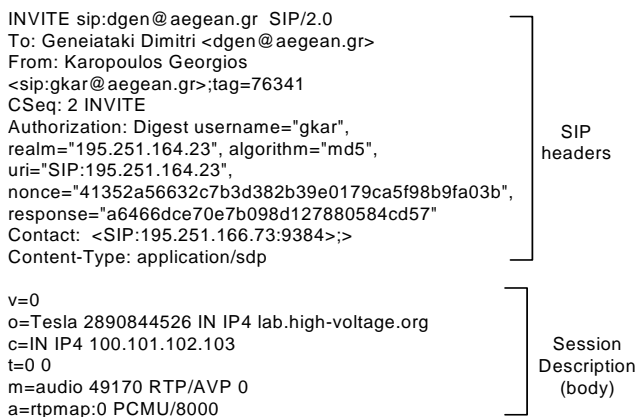 INVITE sip:dgen@aegean.gr SIP/2.0
To: Geneiataki Dimitri <dgen@aegean.gr>
From: Karopoulos Georgios
<sip:gkar@aegean.gr>;tag=76341
CSeq: 2 INVITE
Authorization: Digest username="gkar",
realm="195.251.164.23", algorithm="md5",
uri="SIP:195.251.164.23",
nonce="41352a56632c7b3d382b39e0179ca5f98b9fa03b",
response="a6466dce70e7b098d127880584cd57"
Contact: <SIP:195.251.166.73:9384>;>
Content-Type: application/sdp
SIP
headers
v=0
o=Tesla 2890844526 IN IP4 lab.high-voltage.org
c=IN IP4 100.101.102.103
t=0 0
m=audio 49170 RTP/AVP 0
a=rtpmap:0 PCMU/8000
Session
Description
(body)